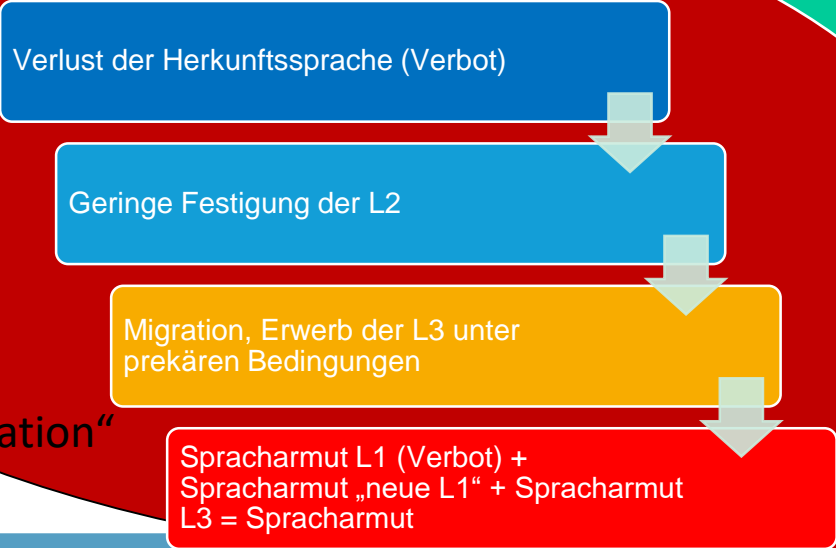 Verlust der Herkunftssprache (Verbot)
Geringe Festigung der L2
Migration, Erwerb der L3 unter
prekären Bedingungen
ation“
Spracharmut L1 (Verbot) +
Spracharmut „neue L1“ + Spracharmut
L3 = Spracharmut